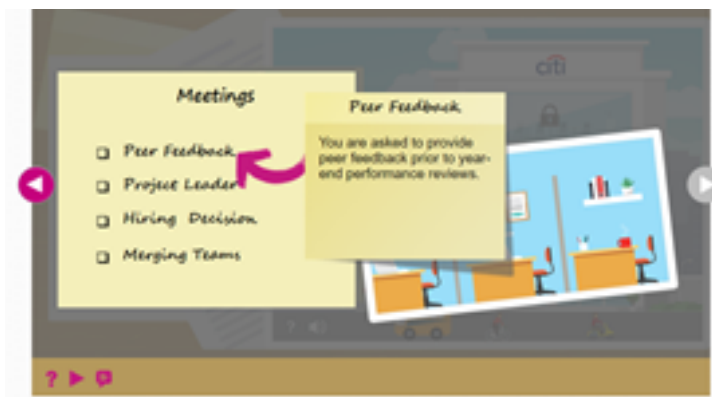 citi
Meetings
Peer Feedback
Project Leader
Hiring Decision
Merging Teams
Peer Feedback
You are asked to provide
peer feedback prior to year-
end performance reviews.
?
?